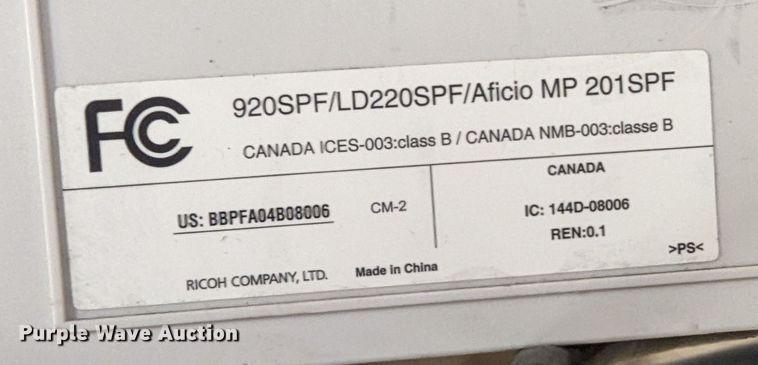 FC
920SPF/LD220SPF/Aficio MP 201SPF
CANADA ICES-003:class B / CANADA NMB-003:classe B
US: BBPFA04B08006
CM-2
RICOH COMPANY, LTD.
Made in China
CANADA
IC: 144D-08006
REN:0.1
>PS<
Purple Wave Auction